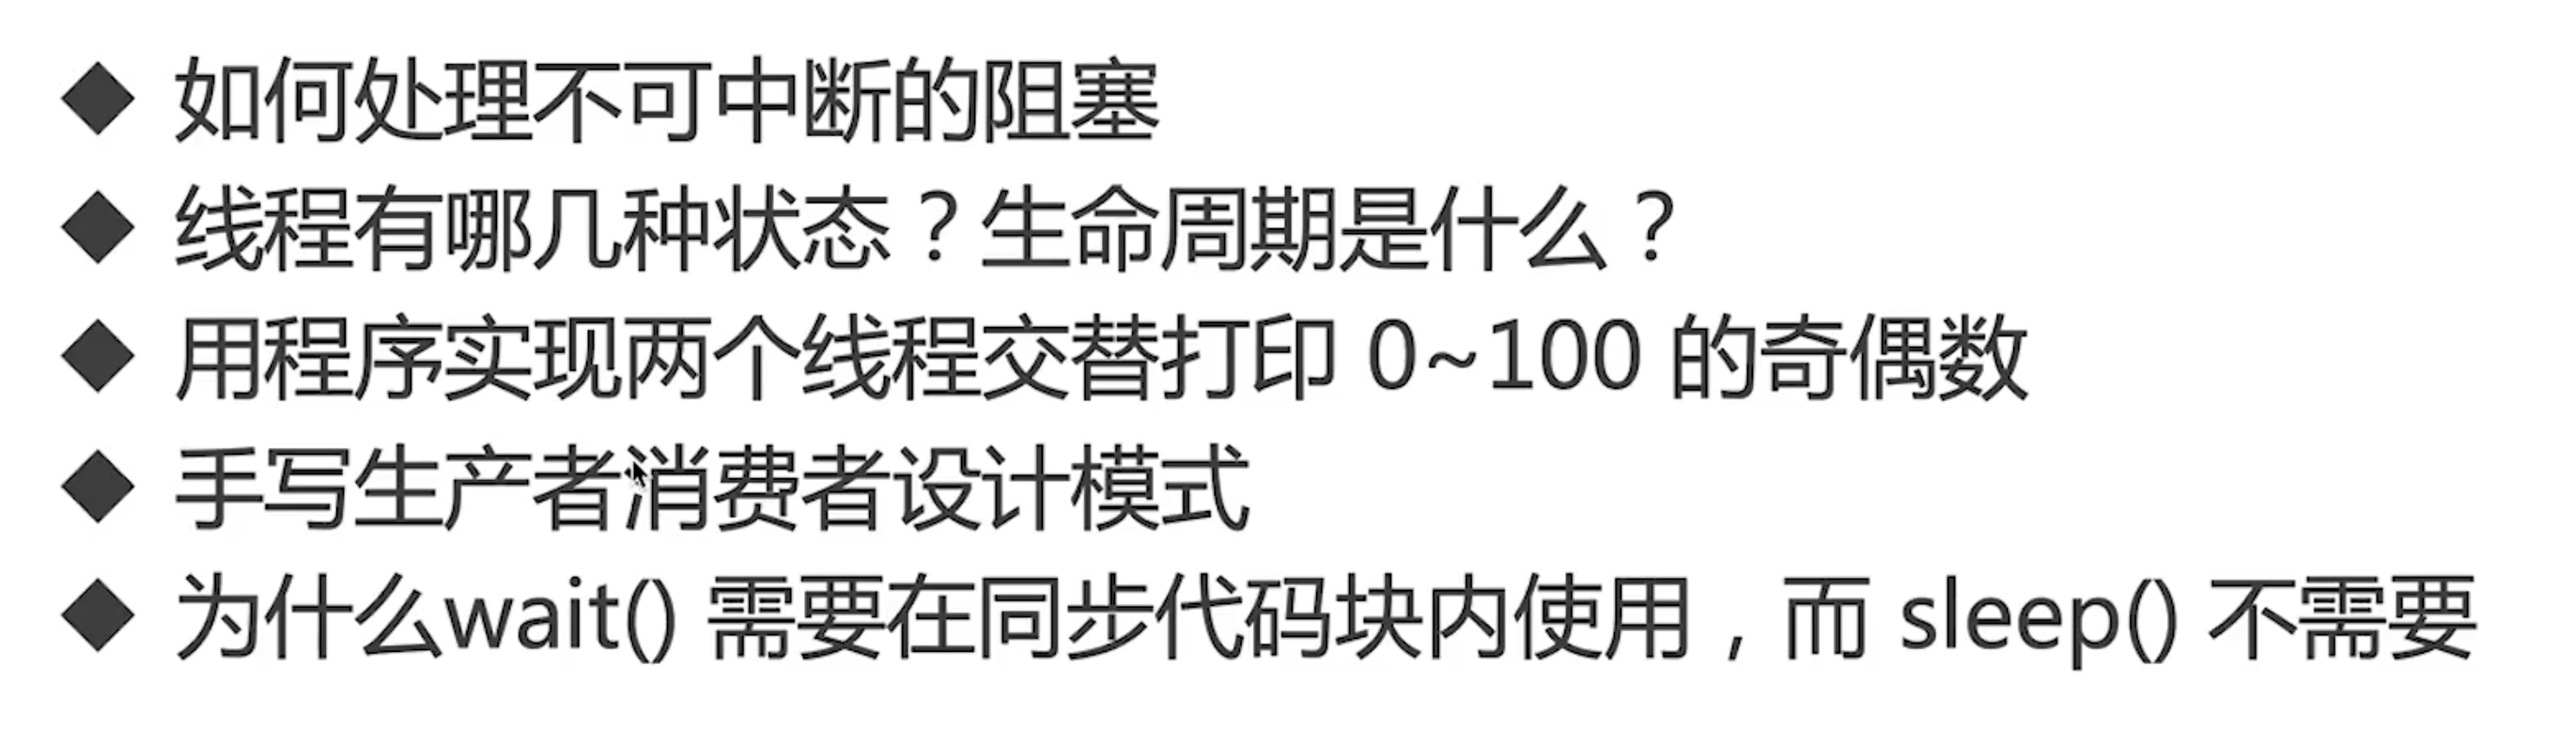 ◆ 如何处理不可中断的阻塞
◆ 线程有哪几种状态？生命周期是什么？
◆ 用程序实现两个线程交替打印 0~100 的奇偶数
◆ 手写生产者消费者设计模式
◆ 为什么wait() 需要在同步代码块内使用，而 sleep() 不需要